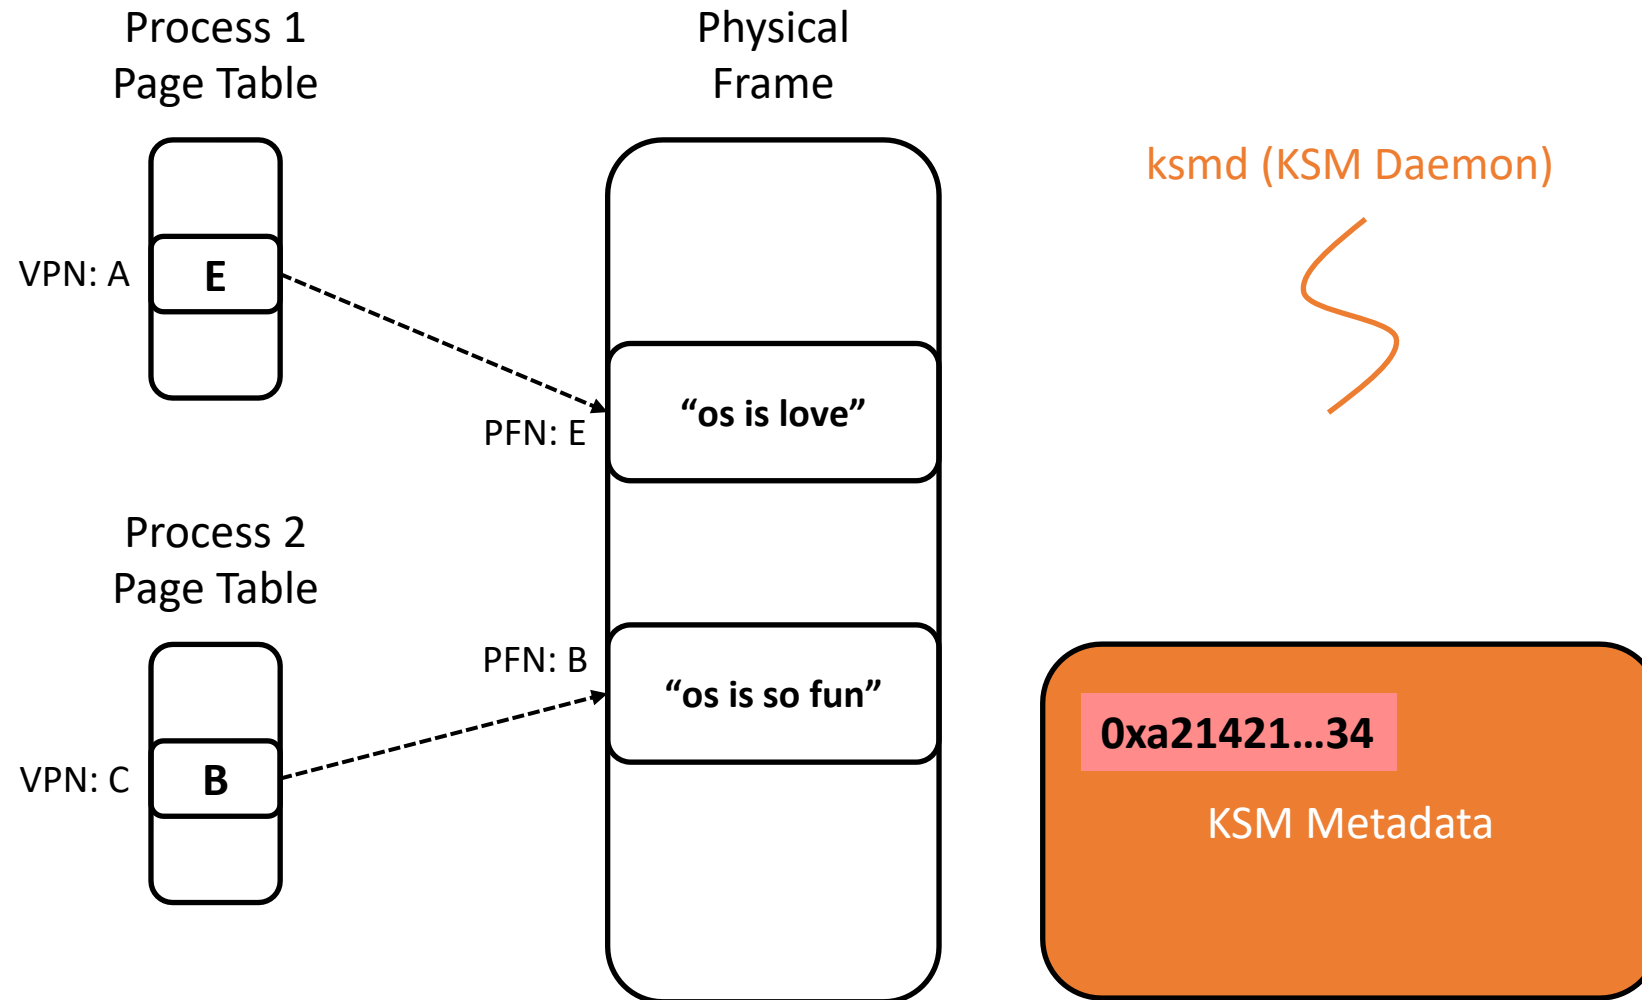 Process 1
Page Table
VPN: A
E
Physical
Frame
PFN: E
“os is love”
ksmd (KSM Daemon)
Process 2
Page Table
VPN: C
B
PFN: B
“os is so fun”
0xa21421...34
KSM Metadata